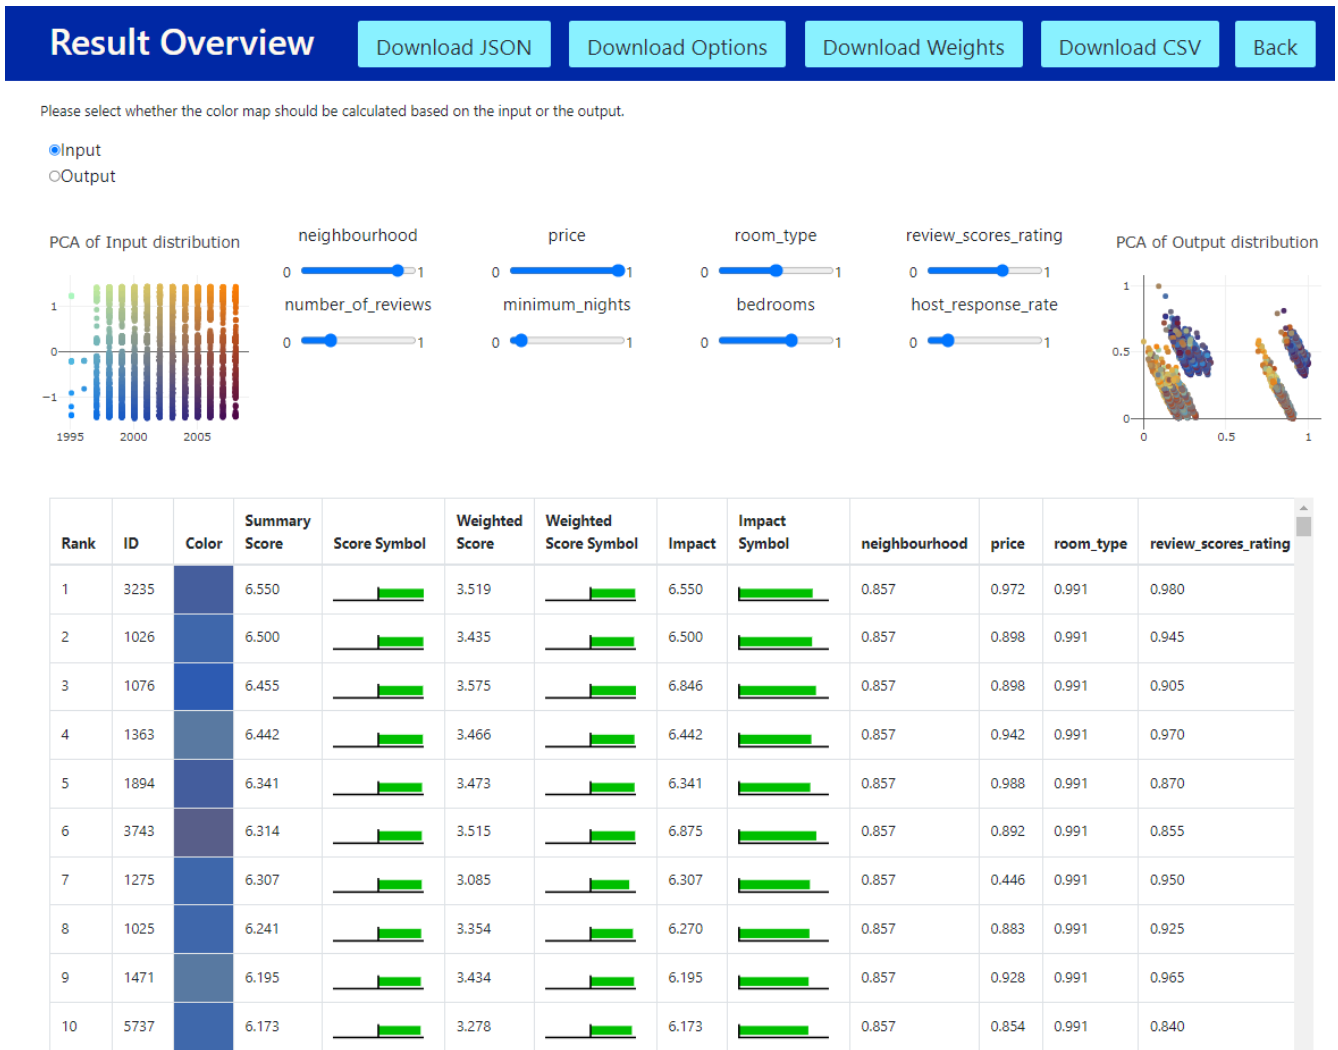 Result Overview Download JSON Download Options Download Weights Download CSV Back
Please select whether the color map should be calculated based on the input or the output.
Input
Output
PCA of Input distribution
1
0
−1
1995 2000 2005
neighbourhood price room_type review_scores_rating
0 1 0 1 0 1 0 1
number_of_reviews minimum_nights bedrooms host_response_rate
0 1 0 1 0 1 0 1
PCA of Output distribution
1
0.5
0
0 0.5 1
Rank ID Color Summary Score Score Symbol Weighted Score Weighted Score Symbol Impact Impact Symbol neighbourhood price room_type review_scores_rating
1 3235 6.550 3.519 6.550 0.857 0.972 0.991 0.980
2 1026 6.500 3.435 6.500 0.857 0.898 0.991 0.945
3 1076 6.455 3.575 6.846 0.857 0.898 0.991 0.905
4 1363 6.442 3.466 6.442 0.857 0.942 0.991 0.970
5 1894 6.341 3.473 6.341 0.857 0.988 0.991 0.870
6 3743 6.314 3.515 6.875 0.857 0.892 0.991 0.855
7 1275 6.307 3.085 6.307 0.857 0.446 0.991 0.950
8 1025 6.241 3.354 6.270 0.857 0.883 0.991 0.925
9 1471 6.195 3.434 6.195 0.857 0.928 0.991 0.965
10 5737 6.173 3.278 6.173 0.857 0.854 0.991 0.840